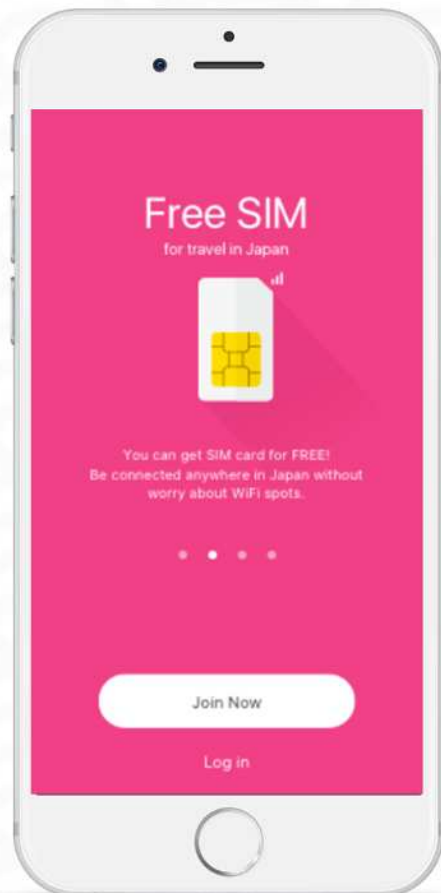 Free SIM
for travel in Japan
You can get SIM card for FREE!
Be connected anywhere in Japan without
worry about WiFi spots.
Join Now
Log in